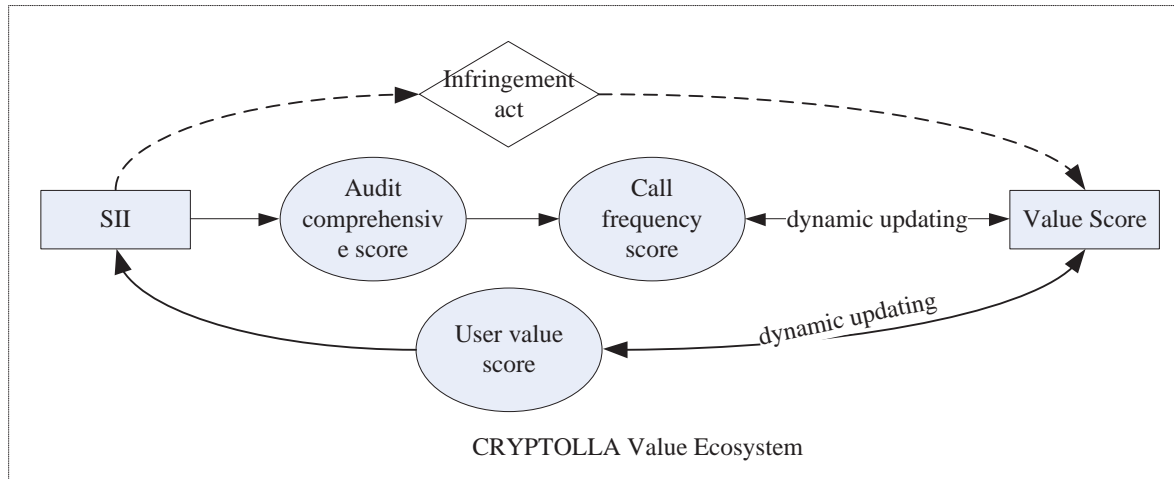 Infringement
act
SII
Audit
comprehensiv
e score
Call
frequency
score
dynamic updating
Value Score
User value
score
dynamic updating
CRYPTOLLA Value Ecosystem